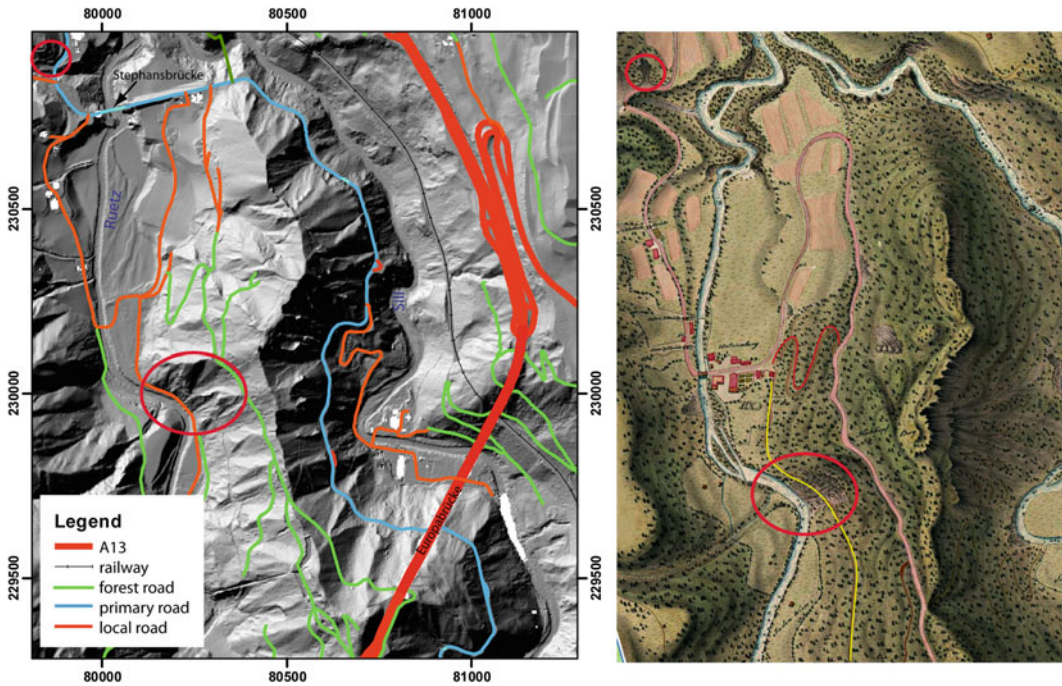 80000
80500
81000
Stephansbrücke
230500
230500
Ruetz
Sill
230000
230000
Europabrücke
229500
229500
Legend
A13
railway
forest road
primary road
local road
80000
80500
81000